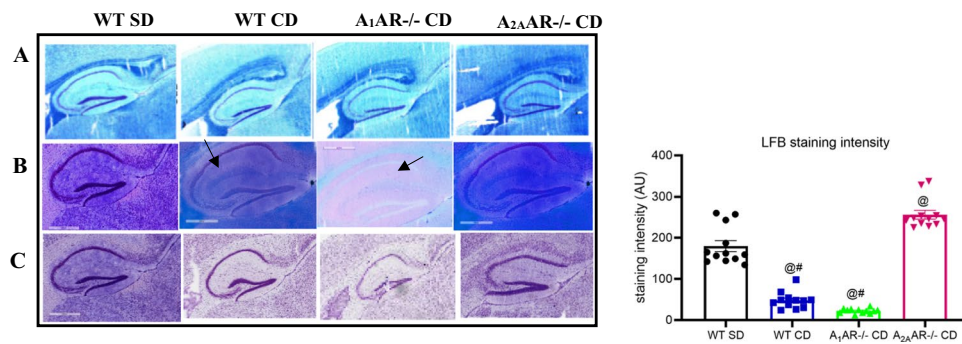 WT SD WT CD A₁AR-/- CD A₂ₐAR-/- CD
A
B
C
LFB staining intensity
staining intensity (AU)
400
300
200
100
0
@#
@#
@
WT SD WT CD A₁AR-/- CD A₂ₐAR-/- CD